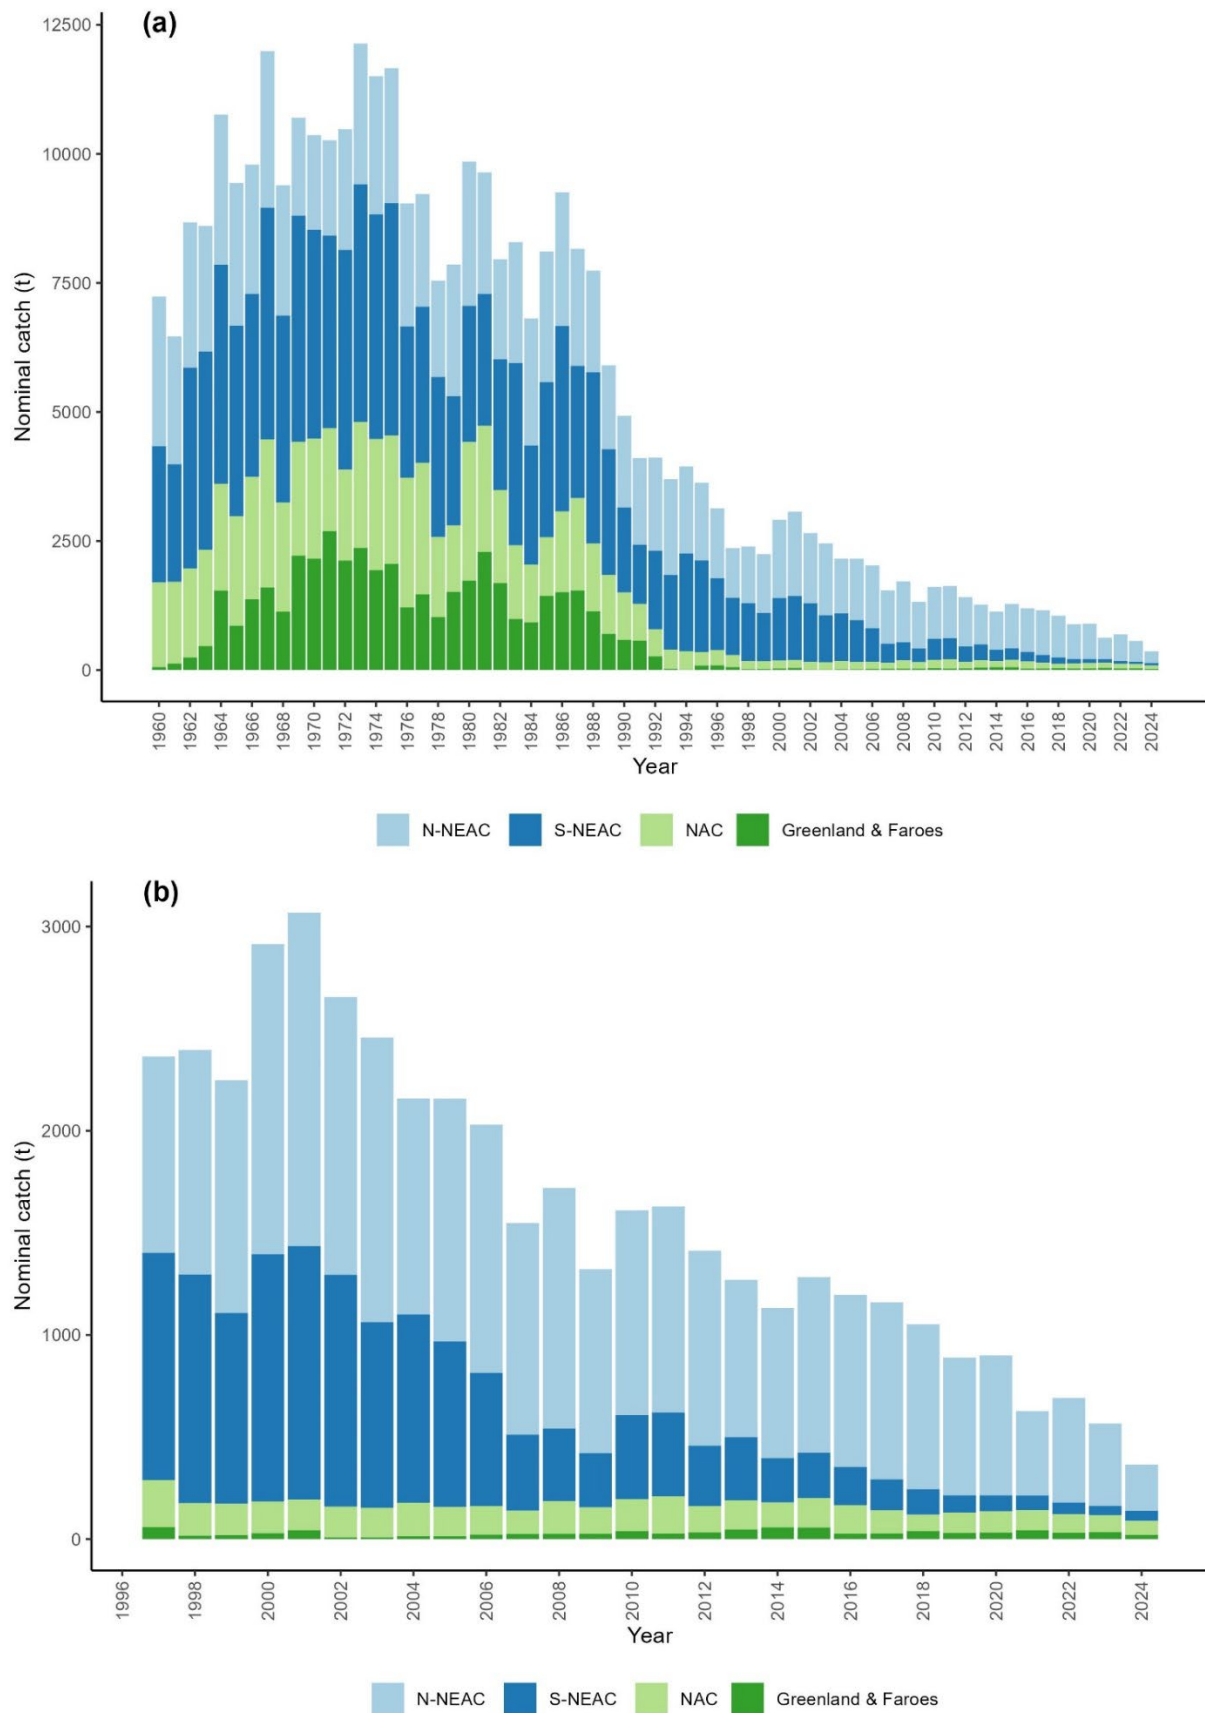 (a)
12500
10000
7500
5000
2500
0
Nominal catch (t)
1960 1962 1964 1966 1968 1970 1972 1974 1976 1978 1980 1982 1984 1986 1988 1990 1992 1994 1996 1998 2000 2002 2004 2006 2008 2010 2012 2014 2016 2018 2020 2022 2024
Year
N-NEAC S-NEAC NAC Greenland & Faroes
(b)
3000
2000
1000
0
Nominal catch (t)
1996 1998 2000 2002 2004 2006 2008 2010 2012 2014 2016 2018 2020 2022 2024
Year
N-NEAC S-NEAC NAC Greenland & Faroes